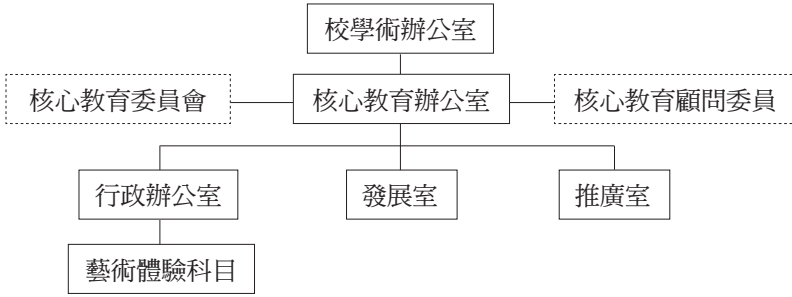 校學術辦公室
核心教育委員會
核心教育辦公室
核心教育顧問委員
行政辦公室
發展室
推廣室
藝術體驗科目